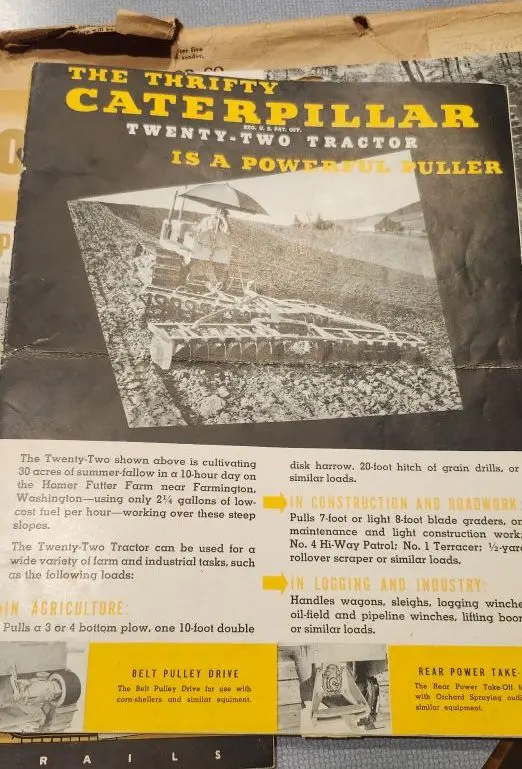 THE THRIFTY
CATERPILLAR
REG. U. S. PAT. OFF.
TWENTY-TWO TRACTOR
IS A POWERFUL PULLER
The Twenty-Two shown above is cultivating
30 acres of summer-fallow in a 10-hour day on
the Homer Futter Farm near Farmington,
Washington—using only 2¼ gallons of low-
cost fuel per hour—working over these steep
slopes.
The Twenty-Two Tractor can be used for a
wide variety of farm and industrial tasks, such
as the following loads:
IN AGRICULTURE:
Pulls a 3 or 4 bottom plow, one 10-foot double
disk harrow, 20-foot hitch of grain drills, or
similar loads.
IN CONSTRUCTION AND ROADWORK
Pulls 7-foot or light 8-foot blade graders, on
maintenance and light construction work;
No. 4 Hi-Way Patrol; No. 1 Terracer; ½-yard
rollover scraper or similar loads.
IN LOGGING AND INDUSTRY:
Handles wagons, sleighs, logging winche
oil-field and pipeline winches, lifting boom
or similar loads.
BELT PULLEY DRIVE
The Belt Pulley Drive for use with
corn-shellers and similar equiment.
REAR POWER TAKE-
The Rear Power Take-Off
with Orchard Spraying outfi
similar equipment.
RAILS